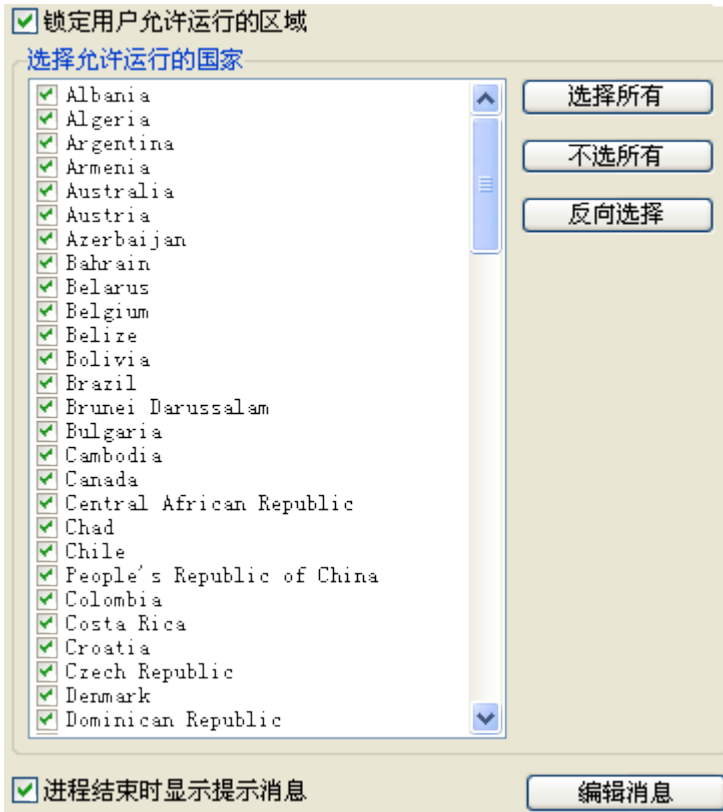 锁定用户允许运行的区域
选择允许运行的国家
Albania
Algeria
Argentina
Armenia
Australia
Austria
Azerbaijan
Bahrain
Belarus
Belgium
Belize
Bolivia
Brazil
Brunei Darussalam
Bulgaria
Cambodia
Canada
Central African Republic
Chad
Chile
People's Republic of China
Colombia
Costa Rica
Croatia
Czech Republic
Denmark
Dominican Republic
选择所有
不选所有
反向选择
进程结束时显示提示消息
编辑消息